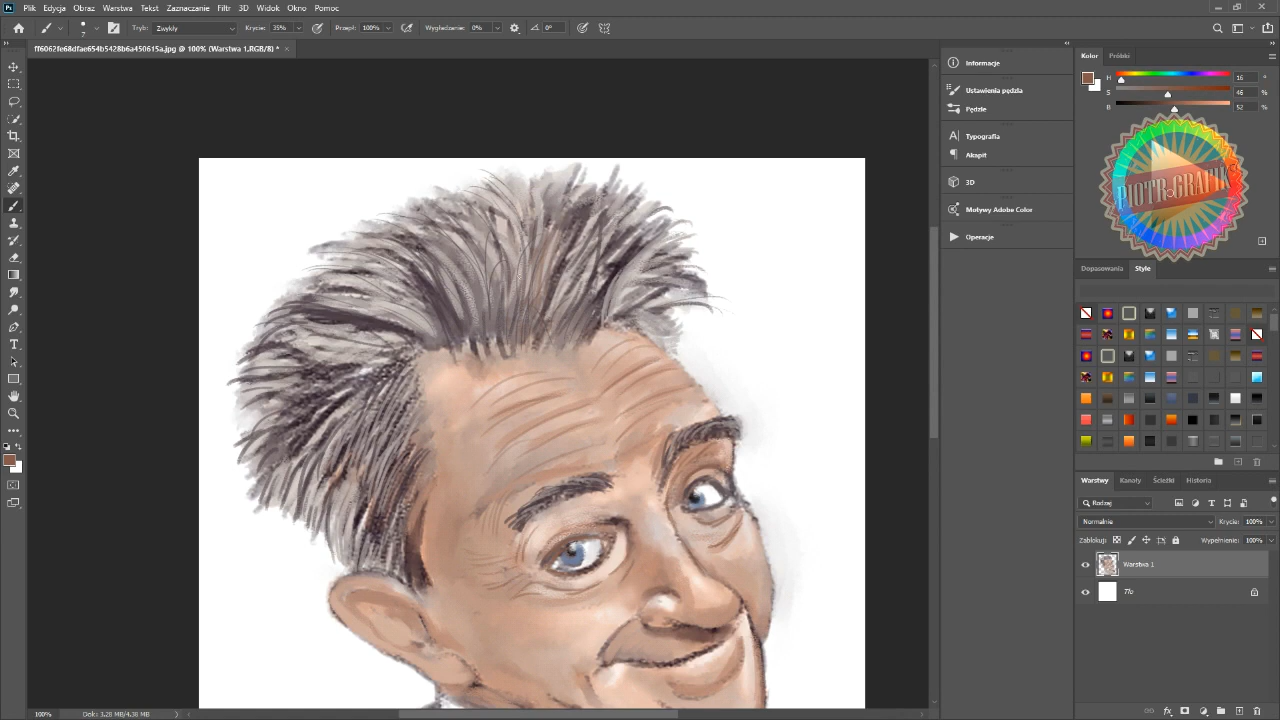 Ps Plik Edycja Obraz Warstwa Tekst Zaznaczanie Filtr 3D Widok Okno Pomoc
Tryb: Zwykły Krycie: 35% Przepł: 100% Wygładzenie: 0% 0°
ff6062fe68dfae654b5428b6a450615a.jpg @ 100% (Warstwa 1,RGB/8) * ×
Informacje
Ustawienia pędzla
Pędzle
Typografia
Akapit
3D
Motywy Adobe Color
Operacje
Kolor Próbki
H 16 °
S 46 %
B 52 %
PIOTR GRAFIK
Dopasowania Style
Warstwy Kanały Ścieżki Historia
Rodzaj
Normalnie Krycie: 100%
Zablokuj: Wypełnienie: 100%
Warstwa 1
Tło
100% Dok: 3.28 MB/4.38 MB